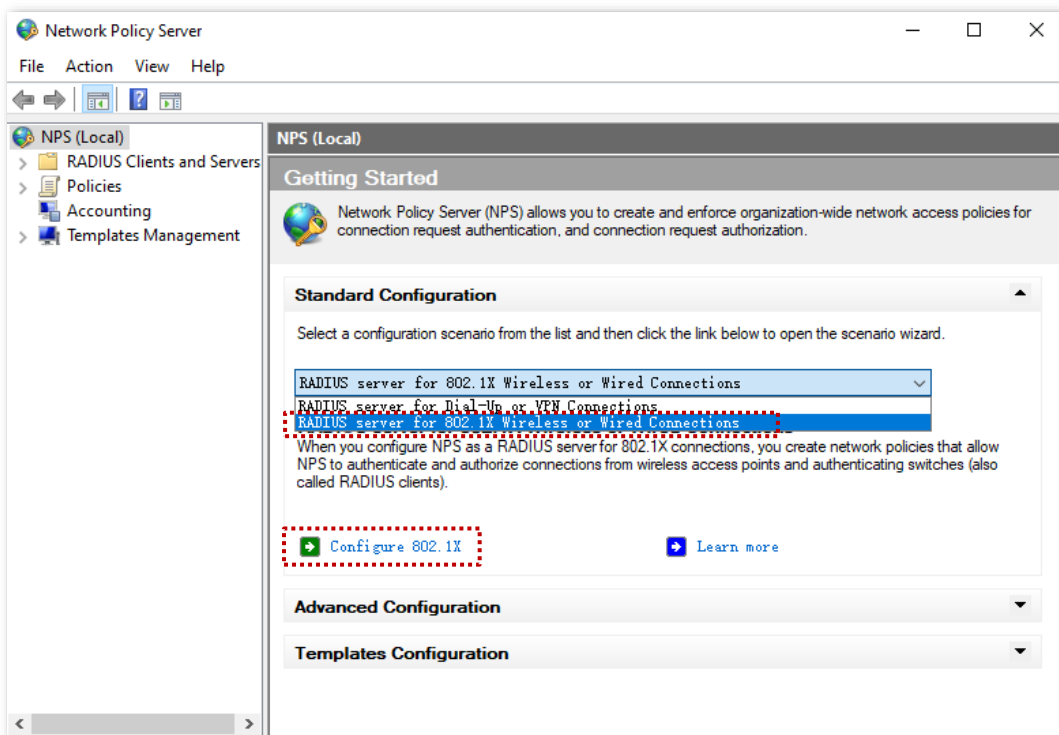 Network Policy Server
File Action View Help
NPS (Local)
RADIUS Clients and Servers
Policies
Accounting
Templates Management
NPS (Local)
Getting Started
Network Policy Server (NPS) allows you to create and enforce organization-wide network access policies for
connection request authentication, and connection request authorization.
Standard Configuration
Select a configuration scenario from the list and then click the link below to open the scenario wizard.
RADIUS server for 802.1X Wireless or Wired Connections
RADIUS server for Dial-Up or VPN Connections
RADIUS server for 802.1X Wireless or Wired Connections
When you configure NPS as a RADIUS server for 802.1X connections, you create network policies that allow
NPS to authenticate and authorize connections from wireless access points and authenticating switches (also
called RADIUS clients).
Configure 802.1X
Learn more
Advanced Configuration
Templates Configuration